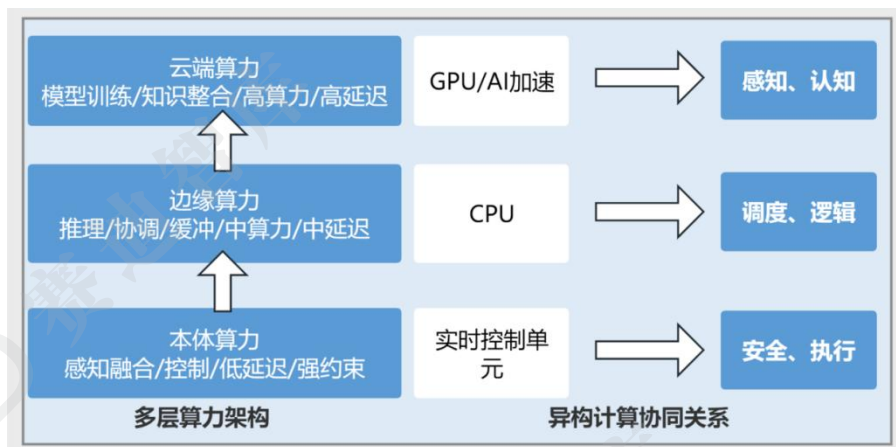 云端算力
模型训练/知识整合/高算力/高延迟
GPU/AI加速
感知、认知
边缘算力
推理/协调/缓冲/中算力/中延迟
CPU
调度、逻辑
本体算力
感知融合/控制/低延迟/强约束
实时控制单
元
安全、执行
多层算力架构
异构计算协同关系
赛迪智库